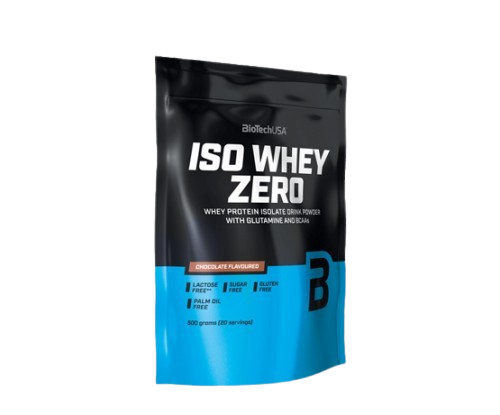 BioTechUSA
ISO WHEY
ZERO
WHEY PROTEIN ISOLATE DRINK POWDER
WITH GLUTAMINE AND BCAAs
CHOCOLATE FLAVOURED
LACTOSE FREE**
SUGAR FREE
GLUTEN FREE
PALM OIL FREE
B
500 grams (20 servings)